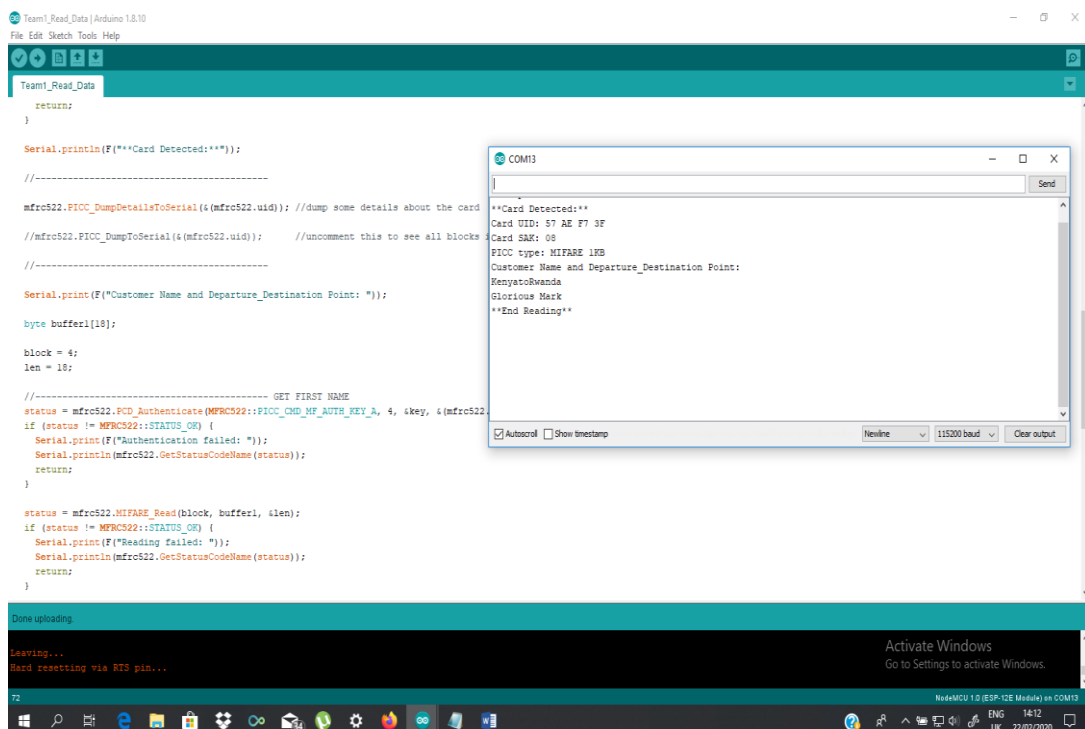 Team1_Read_Data | Arduino 1.8.10
File Edit Sketch Tools Help
Team1_Read_Data
return;
}
Serial.println(F("**Card Detected:**"));
//-------------------------------------------
mfrc522.PICC_DumpDetailsToSerial(&(mfrc522.uid)); //dump some details about the card
//mfrc522.PICC_DumpToSerial(&(mfrc522.uid)); //uncomment this to see all blocks
//-------------------------------------------
Serial.print(F("Customer Name and Departure_Destination Point: "));
byte buffer1[18];
block = 4;
len = 18;
//------------------------------------------- GET FIRST NAME
status = mfrc522.PCD_Authenticate(MFRC522::PICC_CMD_MF_AUTH_KEY_A, 4, &key, &(mfrc522.
if (status != MFRC522::STATUS_OK) {
Serial.print(F("Authentication failed: "));
Serial.println(mfrc522.GetStatusCodeName(status));
return;
}
status = mfrc522.MIFARE_Read(block, buffer1, &len);
if (status != MFRC522::STATUS_OK) {
Serial.print(F("Reading failed: "));
Serial.println(mfrc522.GetStatusCodeName(status));
return;
}
COM13
Send
**Card Detected:**
Card UID: 57 AE F7 3F
Card SAK: 08
PICC type: MIFARE 1KB
Customer Name and Departure_Destination Point:
KenyatoRwanda
Glorious Mark
**End Reading**
Autoscroll Show timestamp
Newline
115200 baud
Clear output
Done uploading.
Leaving...
Hard resetting via RTS pin...
Activate Windows
Go to Settings to activate Windows.
72
NodeMCU 1.0 (ESP-12E Module) on COM13
ENG
UK
14:12
22/02/2020